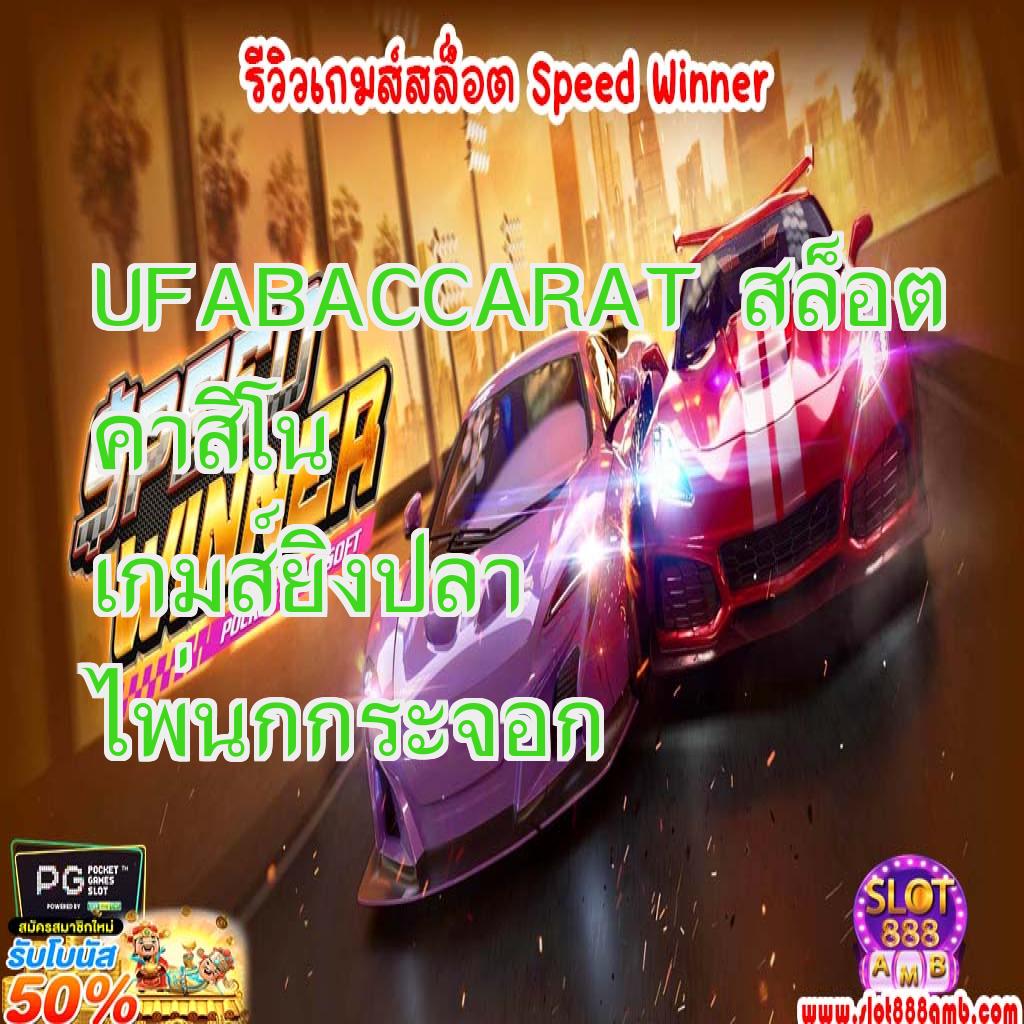 รีวิวเกมส์สล็อต Speed Winner
UFABACCARAT สล็อต
คาสิโน
เกมส์ยิงปลา
ไพ่นกกระจอก
SPEED
WINNER
PG POCKET GAMES SLOT
POWERED BY
สมัครสมาชิกใหม่
รับโบนัส
50%
SLOT
888
AMB
www.slot888amb.com